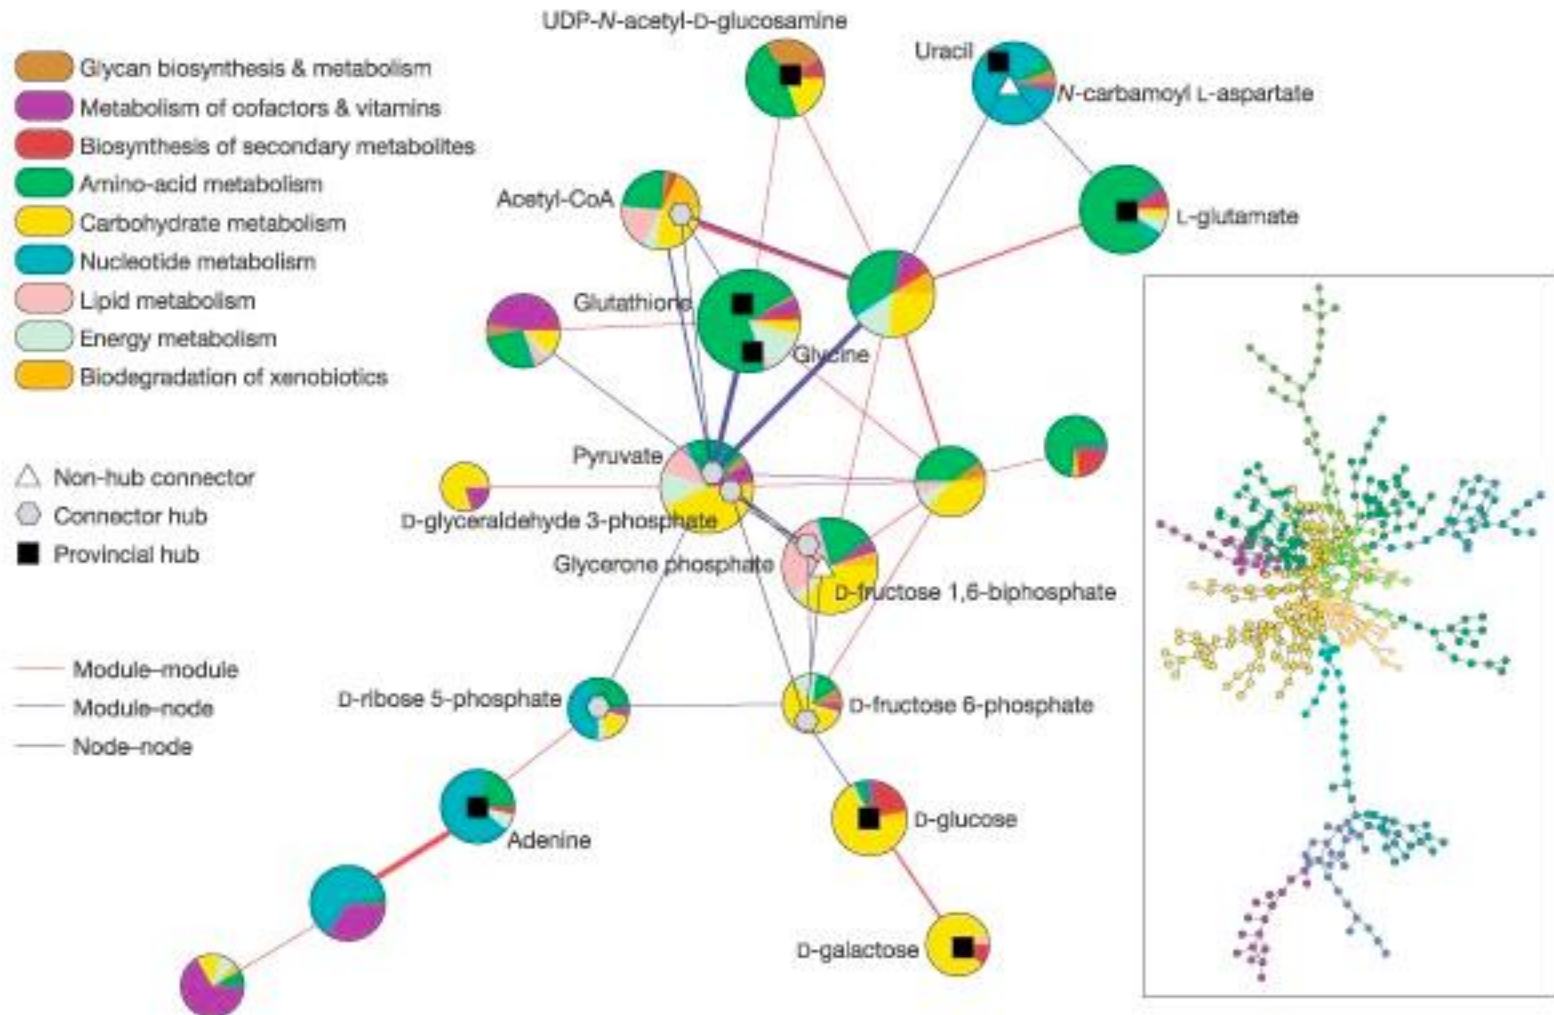 UDP-N-acetyl-D-glucosamine
Glycan biosynthesis & metabolism
Metabolism of cofactors & vitamins
Biosynthesis of secondary metabolites
Amino-acid metabolism
Carbohydrate metabolism
Nucleotide metabolism
Lipid metabolism
Energy metabolism
Biodegradation of xenobiotics
Non-hub connector
Connector hub
Provincial hub
Module–module
Module–node
Node–node
Uracil
N-carbamoyl L-aspartate
Acetyl-CoA
L-glutamate
Glutathione
Glycine
Pyruvate
D-glyceraldehyde 3-phosphate
Glycerone phosphate
D-fructose 1,6-biphosphate
D-ribose 5-phosphate
D-fructose 6-phosphate
Adenine
D-glucose
D-galactose